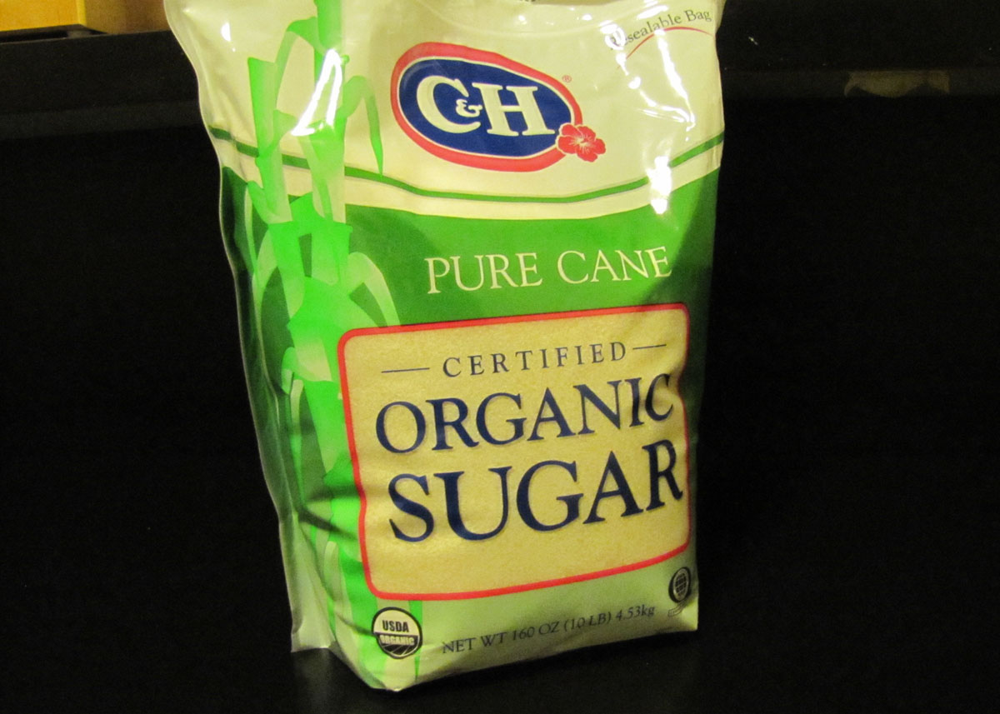 Resealable Bag
C&H®
PURE CANE
CERTIFIED
ORGANIC
SUGAR
USDA
ORGANIC
NET WT 160 OZ (10 LB) 4.53kg